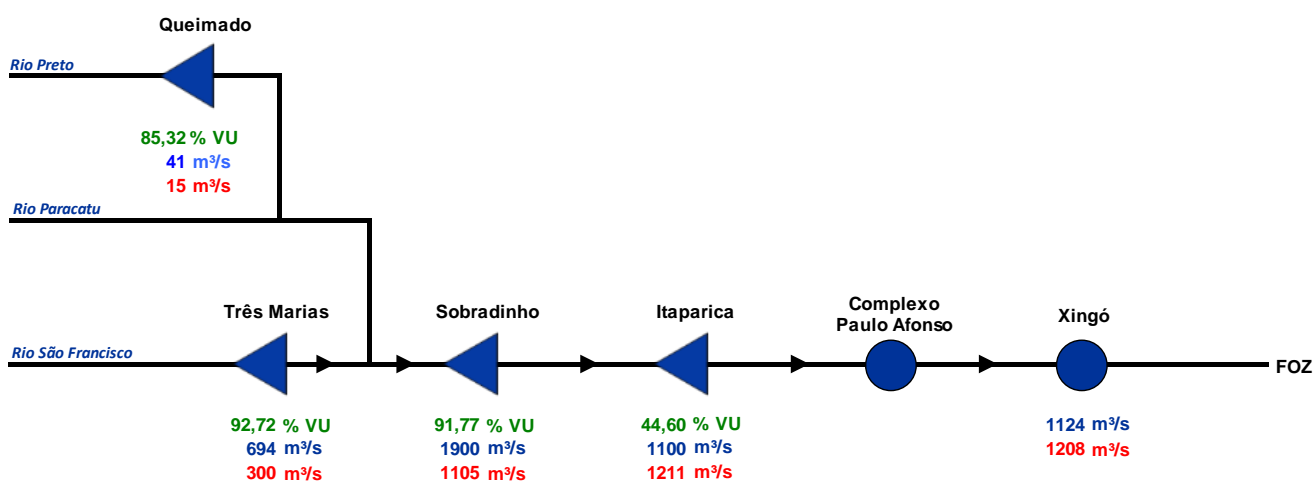 Queimado
Rio Preto
85,32 % VU
41 m³/s
15 m³/s
Rio Paracatu
Três Marias
Sobradinho
Itaparica
Complexo
Paulo Afonso
Xingó
Rio São Francisco
FOZ
92,72 % VU
694 m³/s
300 m³/s
91,77 % VU
1900 m³/s
1105 m³/s
44,60 % VU
1100 m³/s
1211 m³/s
1124 m³/s
1208 m³/s